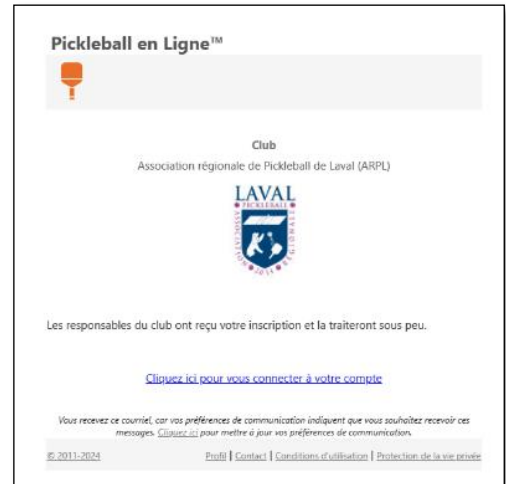 Pickleball en Ligne™
Club
Association régionale de Pickleball de Laval (ARPL)
LAVAL
PICKLEBALL
ASSOCIATION RÉGIONALE
Les responsables du club ont reçu votre inscription et la traiteront sous peu.
Cliquez ici pour vous connecter à votre compte
Vous recevez ce courriel, car vos préférences de communication indiquent que vous souhaitez recevoir ces
messages. Cliquez ici pour mettre à jour vos préférences de communication.
© 2011-2024 Profil | Contact | Conditions d'utilisation | Protection de la vie privée